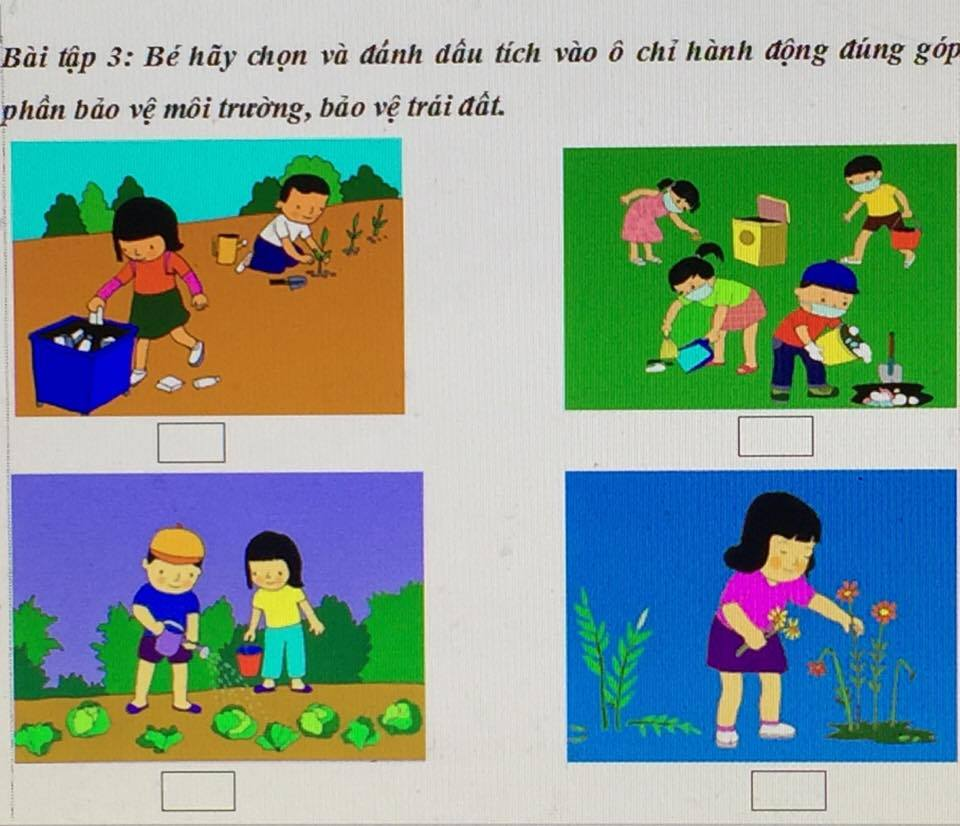 Bài tập 3: Bé hãy chọn và đánh dấu tích vào ô chỉ hành động đúng góp
phần bảo vệ môi trường, bảo vệ trái đất.